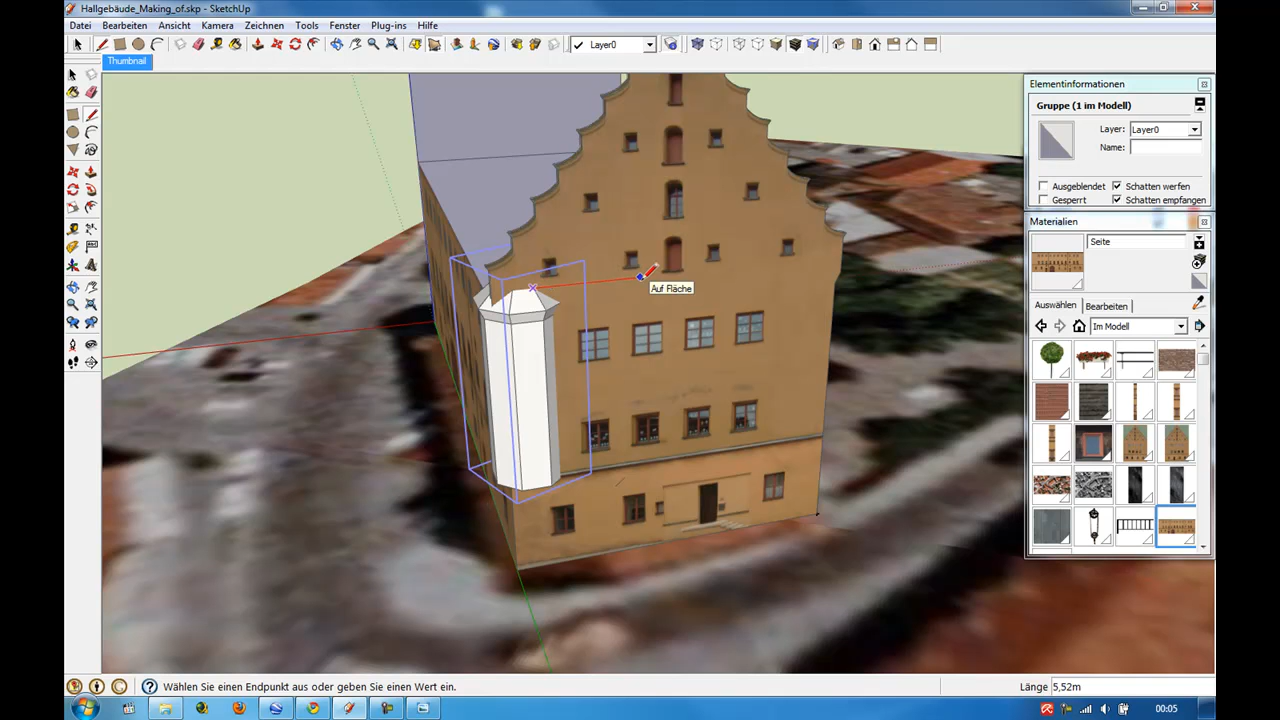 Hallgebäude_Making_of.skp - SketchUp
Datei Bearbeiten Ansicht Kamera Zeichnen Tools Fenster Plug-ins Hilfe
Layer0
Thumbnail
Elementinformationen
Gruppe (1 im Modell)
Layer: Layer0
Name:
Ausgeblendet Schatten werfen
Gesperrt Schatten empfangen
Materialien
Seite
Auswählen Bearbeiten
Im Modell
Auf Fläche
Wählen Sie einen Endpunkt aus oder geben Sie einen Wert ein.
Länge 5,52m
00:05